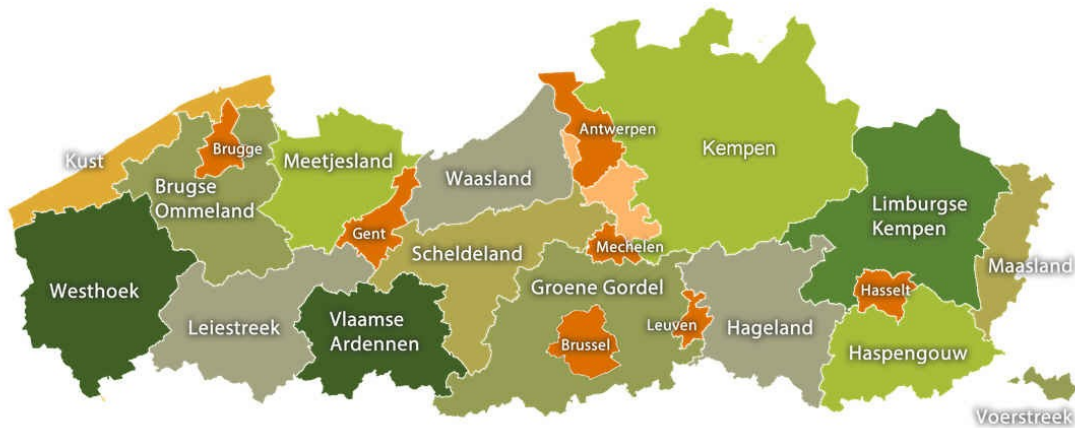 Kust
Brugge
Meetjesland
Antwerpen
Kempen
Brugse
Ommeland
Waasland
Limburgse
Kempen
Gent
Scheldeland
Mechelen
Maasland
Westhoek
Groene Gordel
Hasselt
Leiestreek
Vlaamse
Ardennen
Brussel
Leuven
Hageland
Haspengouw
Voerstreek